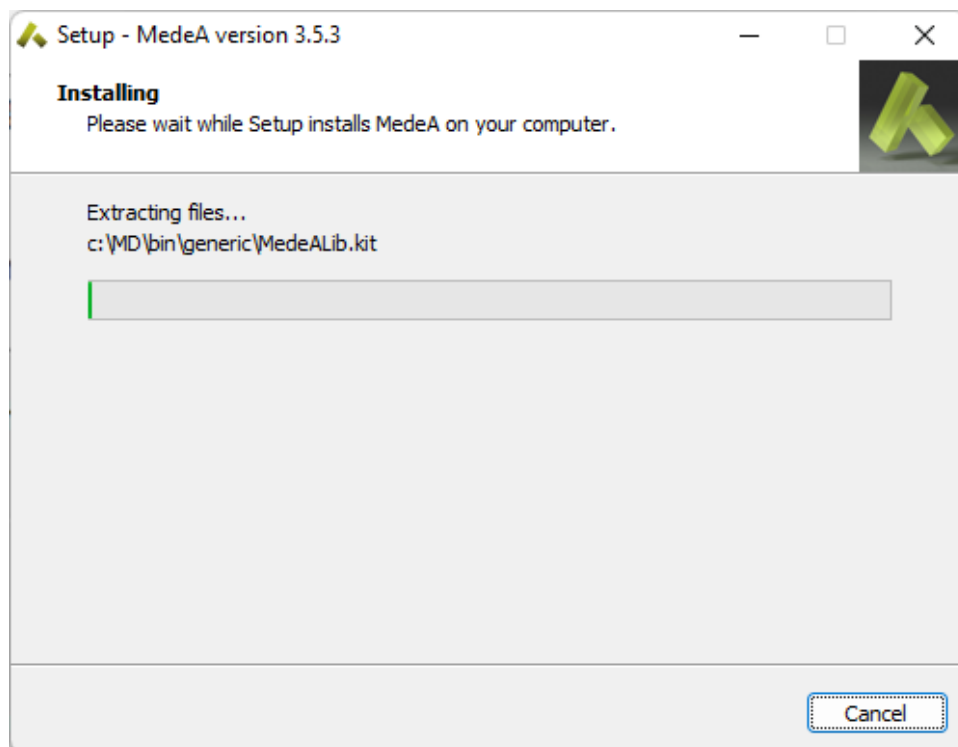 Setup - MedeA version 3.5.3
Installing
Please wait while Setup installs MedeA on your computer.
Extracting files...
c:\MD\bin\generic\MedeALib.kit
Cancel